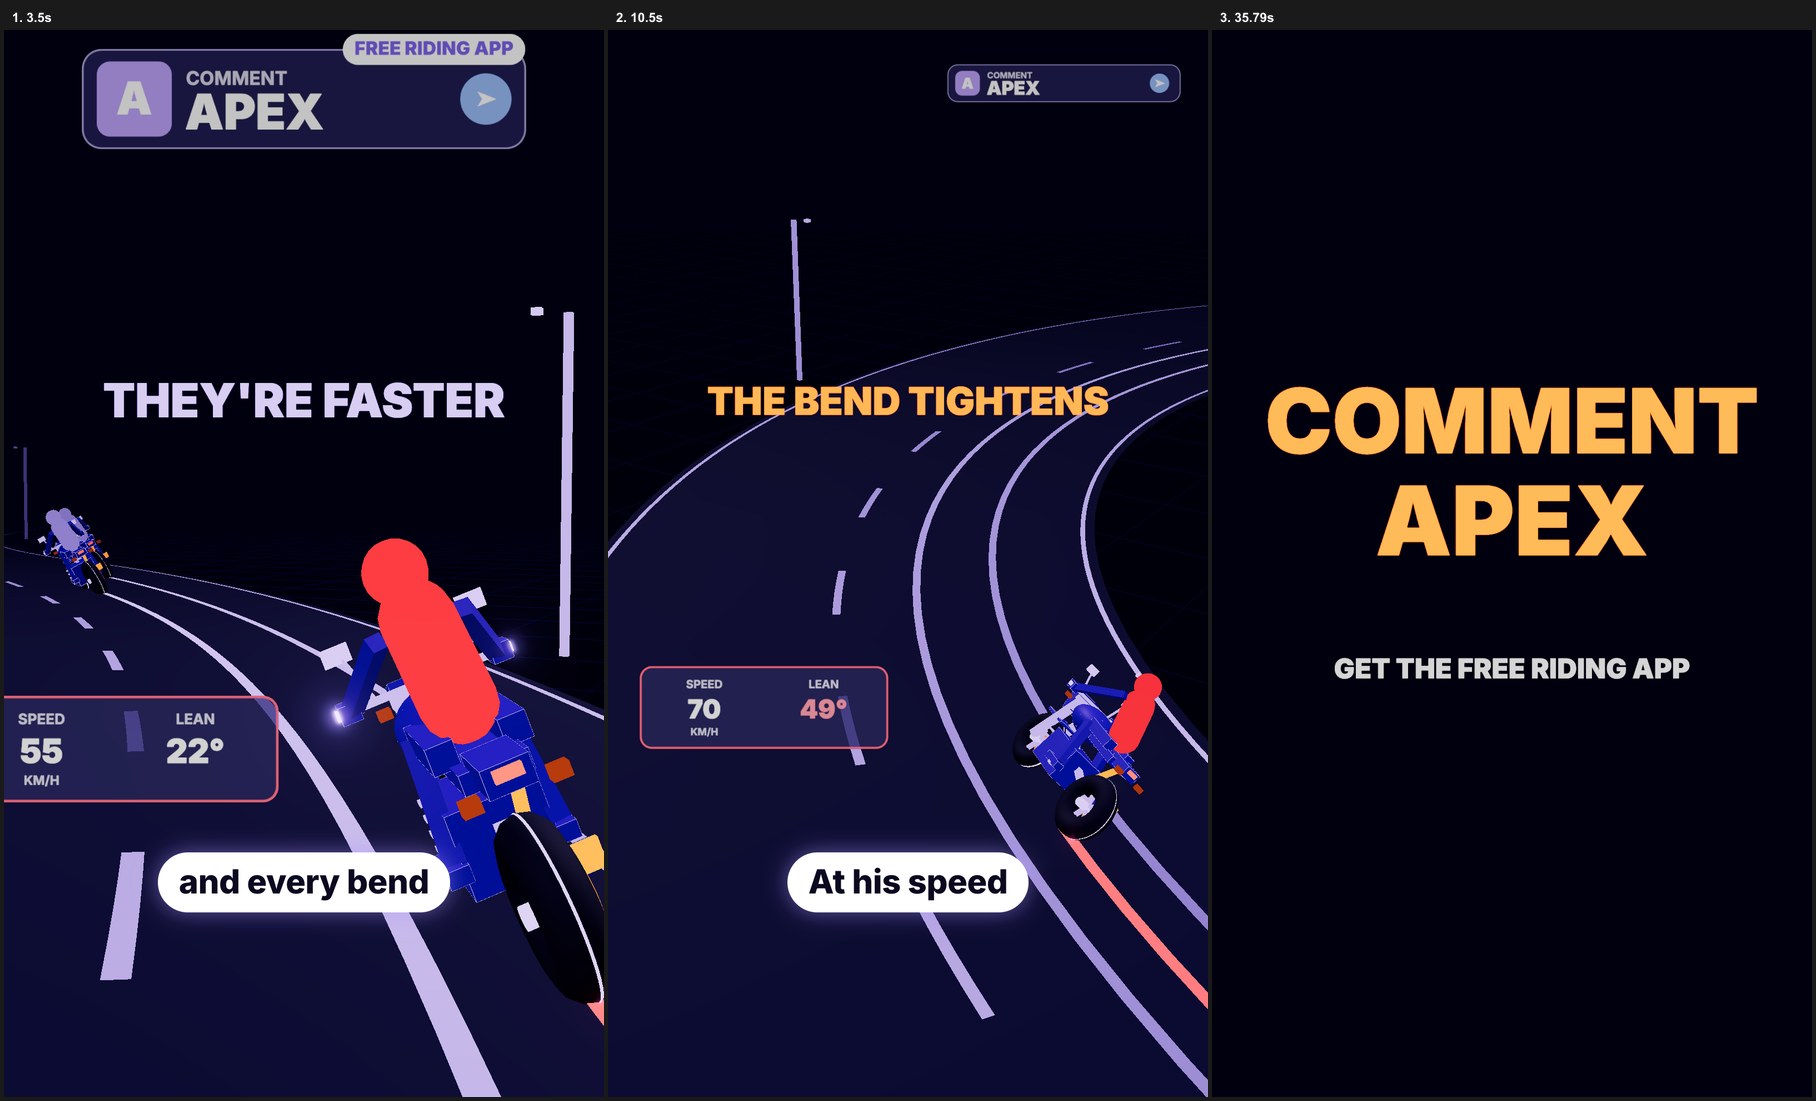 1. 3.5s
FREE RIDING APP
A
COMMENT
APEX
THEY'RE FASTER
SPEED
LEAN
55
22°
KM/H
and every bend
2. 10.5s
A
COMMENT
APEX
THE BEND TIGHTENS
SPEED
LEAN
70
49°
KM/H
At his speed
3. 35.79s
COMMENT
APEX
GET THE FREE RIDING APP